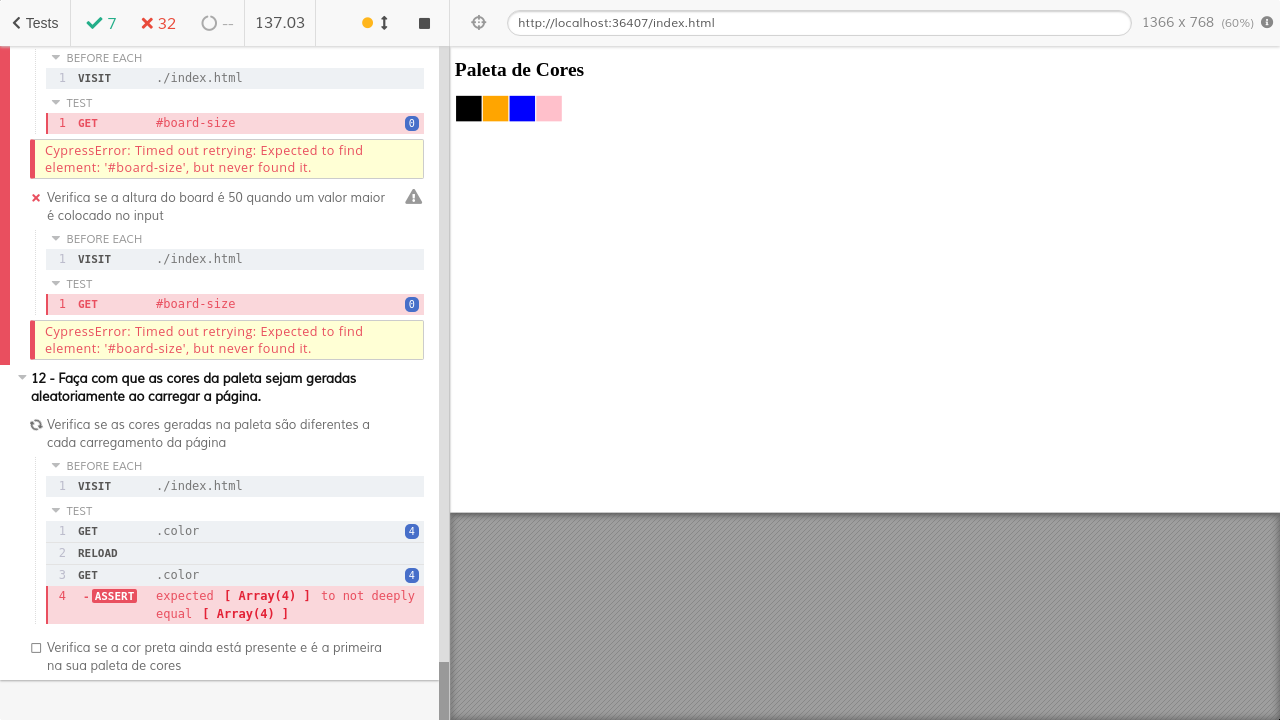 Tests
7
32
--
137.03
http://localhost:36407/index.html
1366 x 768 (60%)
BEFORE EACH
1 VISIT ./index.html
TEST
1 GET #board-size 0
CypressError: Timed out retrying: Expected to find
element: '#board-size', but never found it.
Verifica se a altura do board é 50 quando um valor maior
é colocado no input
BEFORE EACH
1 VISIT ./index.html
TEST
1 GET #board-size 0
CypressError: Timed out retrying: Expected to find
element: '#board-size', but never found it.
12 - Faça com que as cores da paleta sejam geradas
aleatoriamente ao carregar a página.
Verifica se as cores geradas na paleta são diferentes a
cada carregamento da página
BEFORE EACH
1 VISIT ./index.html
TEST
1 GET .color 4
2 RELOAD
3 GET .color 4
4 -ASSERT expected [ Array(4) ] to not deeply
equal [ Array(4) ]
Verifica se a cor preta ainda está presente e é a primeira
na sua paleta de cores
Paleta de Cores